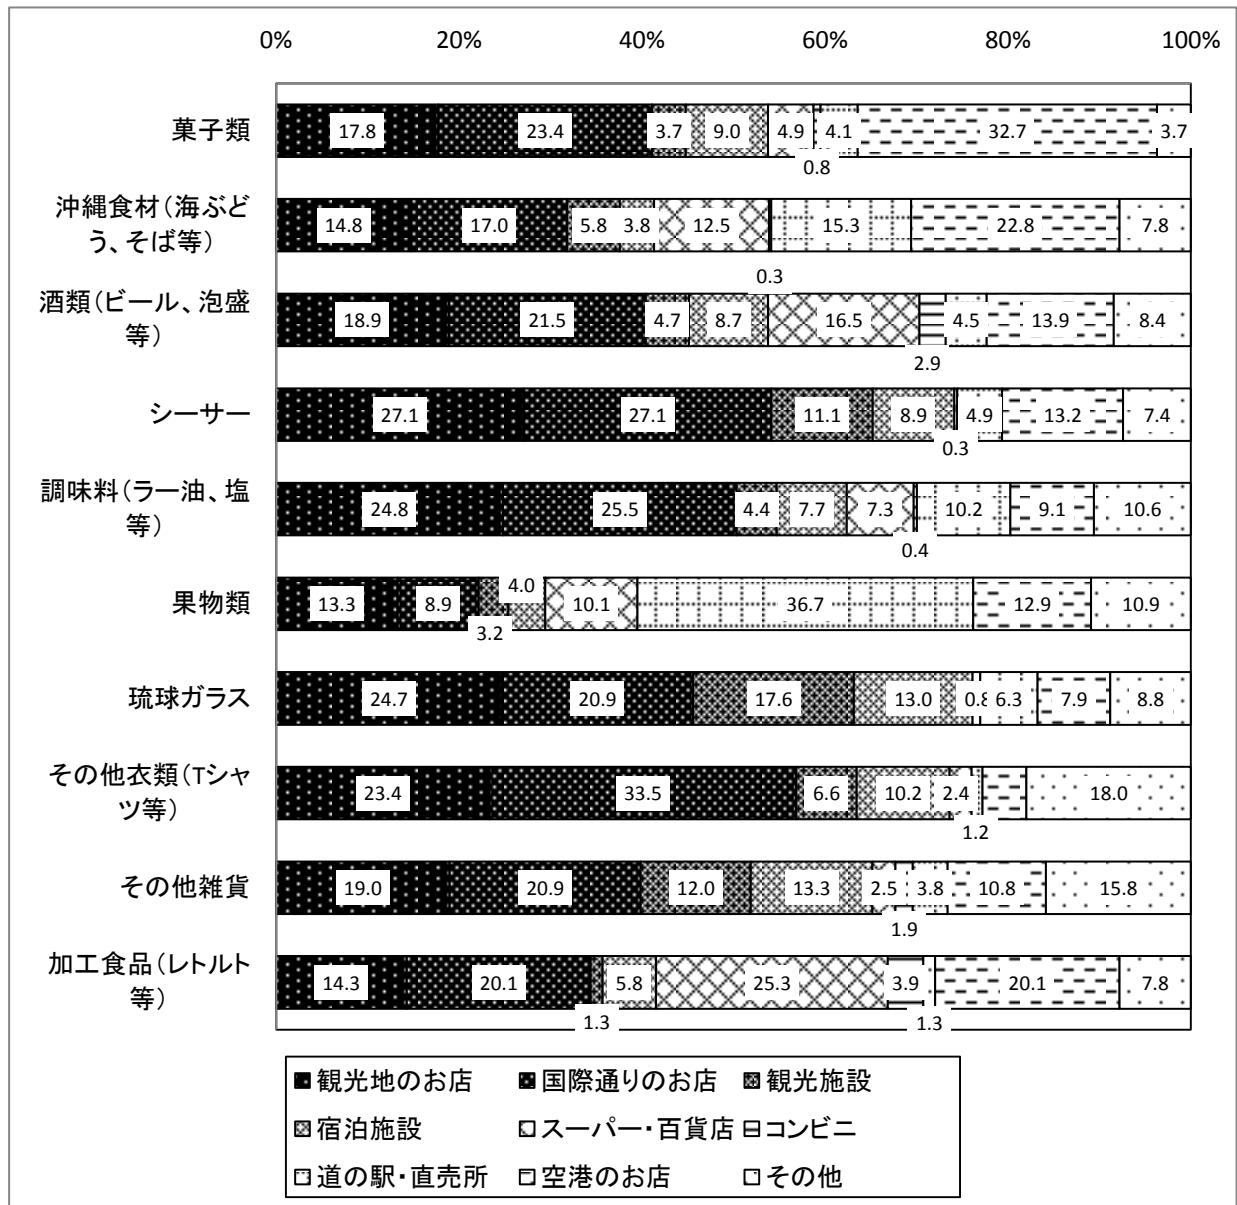 0% 20% 40% 60% 80% 100%
菓子類
17.8 23.4 3.7 9.0 4.9 4.1 32.7 3.7
0.8
沖縄食材(海ぶど
う、そば等)
14.8 17.0 5.8 3.8 12.5 15.3 22.8 7.8
0.3
酒類(ビール、泡盛
等)
18.9 21.5 4.7 8.7 16.5 4.5 13.9 8.4
2.9
シーサー
27.1 27.1 11.1 8.9 4.9 13.2 7.4
0.3
調味料(ラー油、塩
等)
24.8 25.5 4.4 7.7 7.3 10.2 9.1 10.6
0.4
果物類
4.0
13.3 8.9 10.1 36.7 12.9 10.9
3.2
琉球ガラス
24.7 20.9 17.6 13.0 0.8 6.3 7.9 8.8
その他衣類(Tシャ
ツ等)
23.4 33.5 6.6 10.2 2.4 18.0
1.2
その他雑貨
19.0 20.9 12.0 13.3 2.5 3.8 10.8 15.8
1.9
加工食品(レトルト
等)
14.3 20.1 5.8 25.3 3.9 20.1 7.8
1.3 1.3
観光地のお店 国際通りのお店 観光施設
宿泊施設 スーパー・百貨店 コンビニ
道の駅・直売所 空港のお店 その他